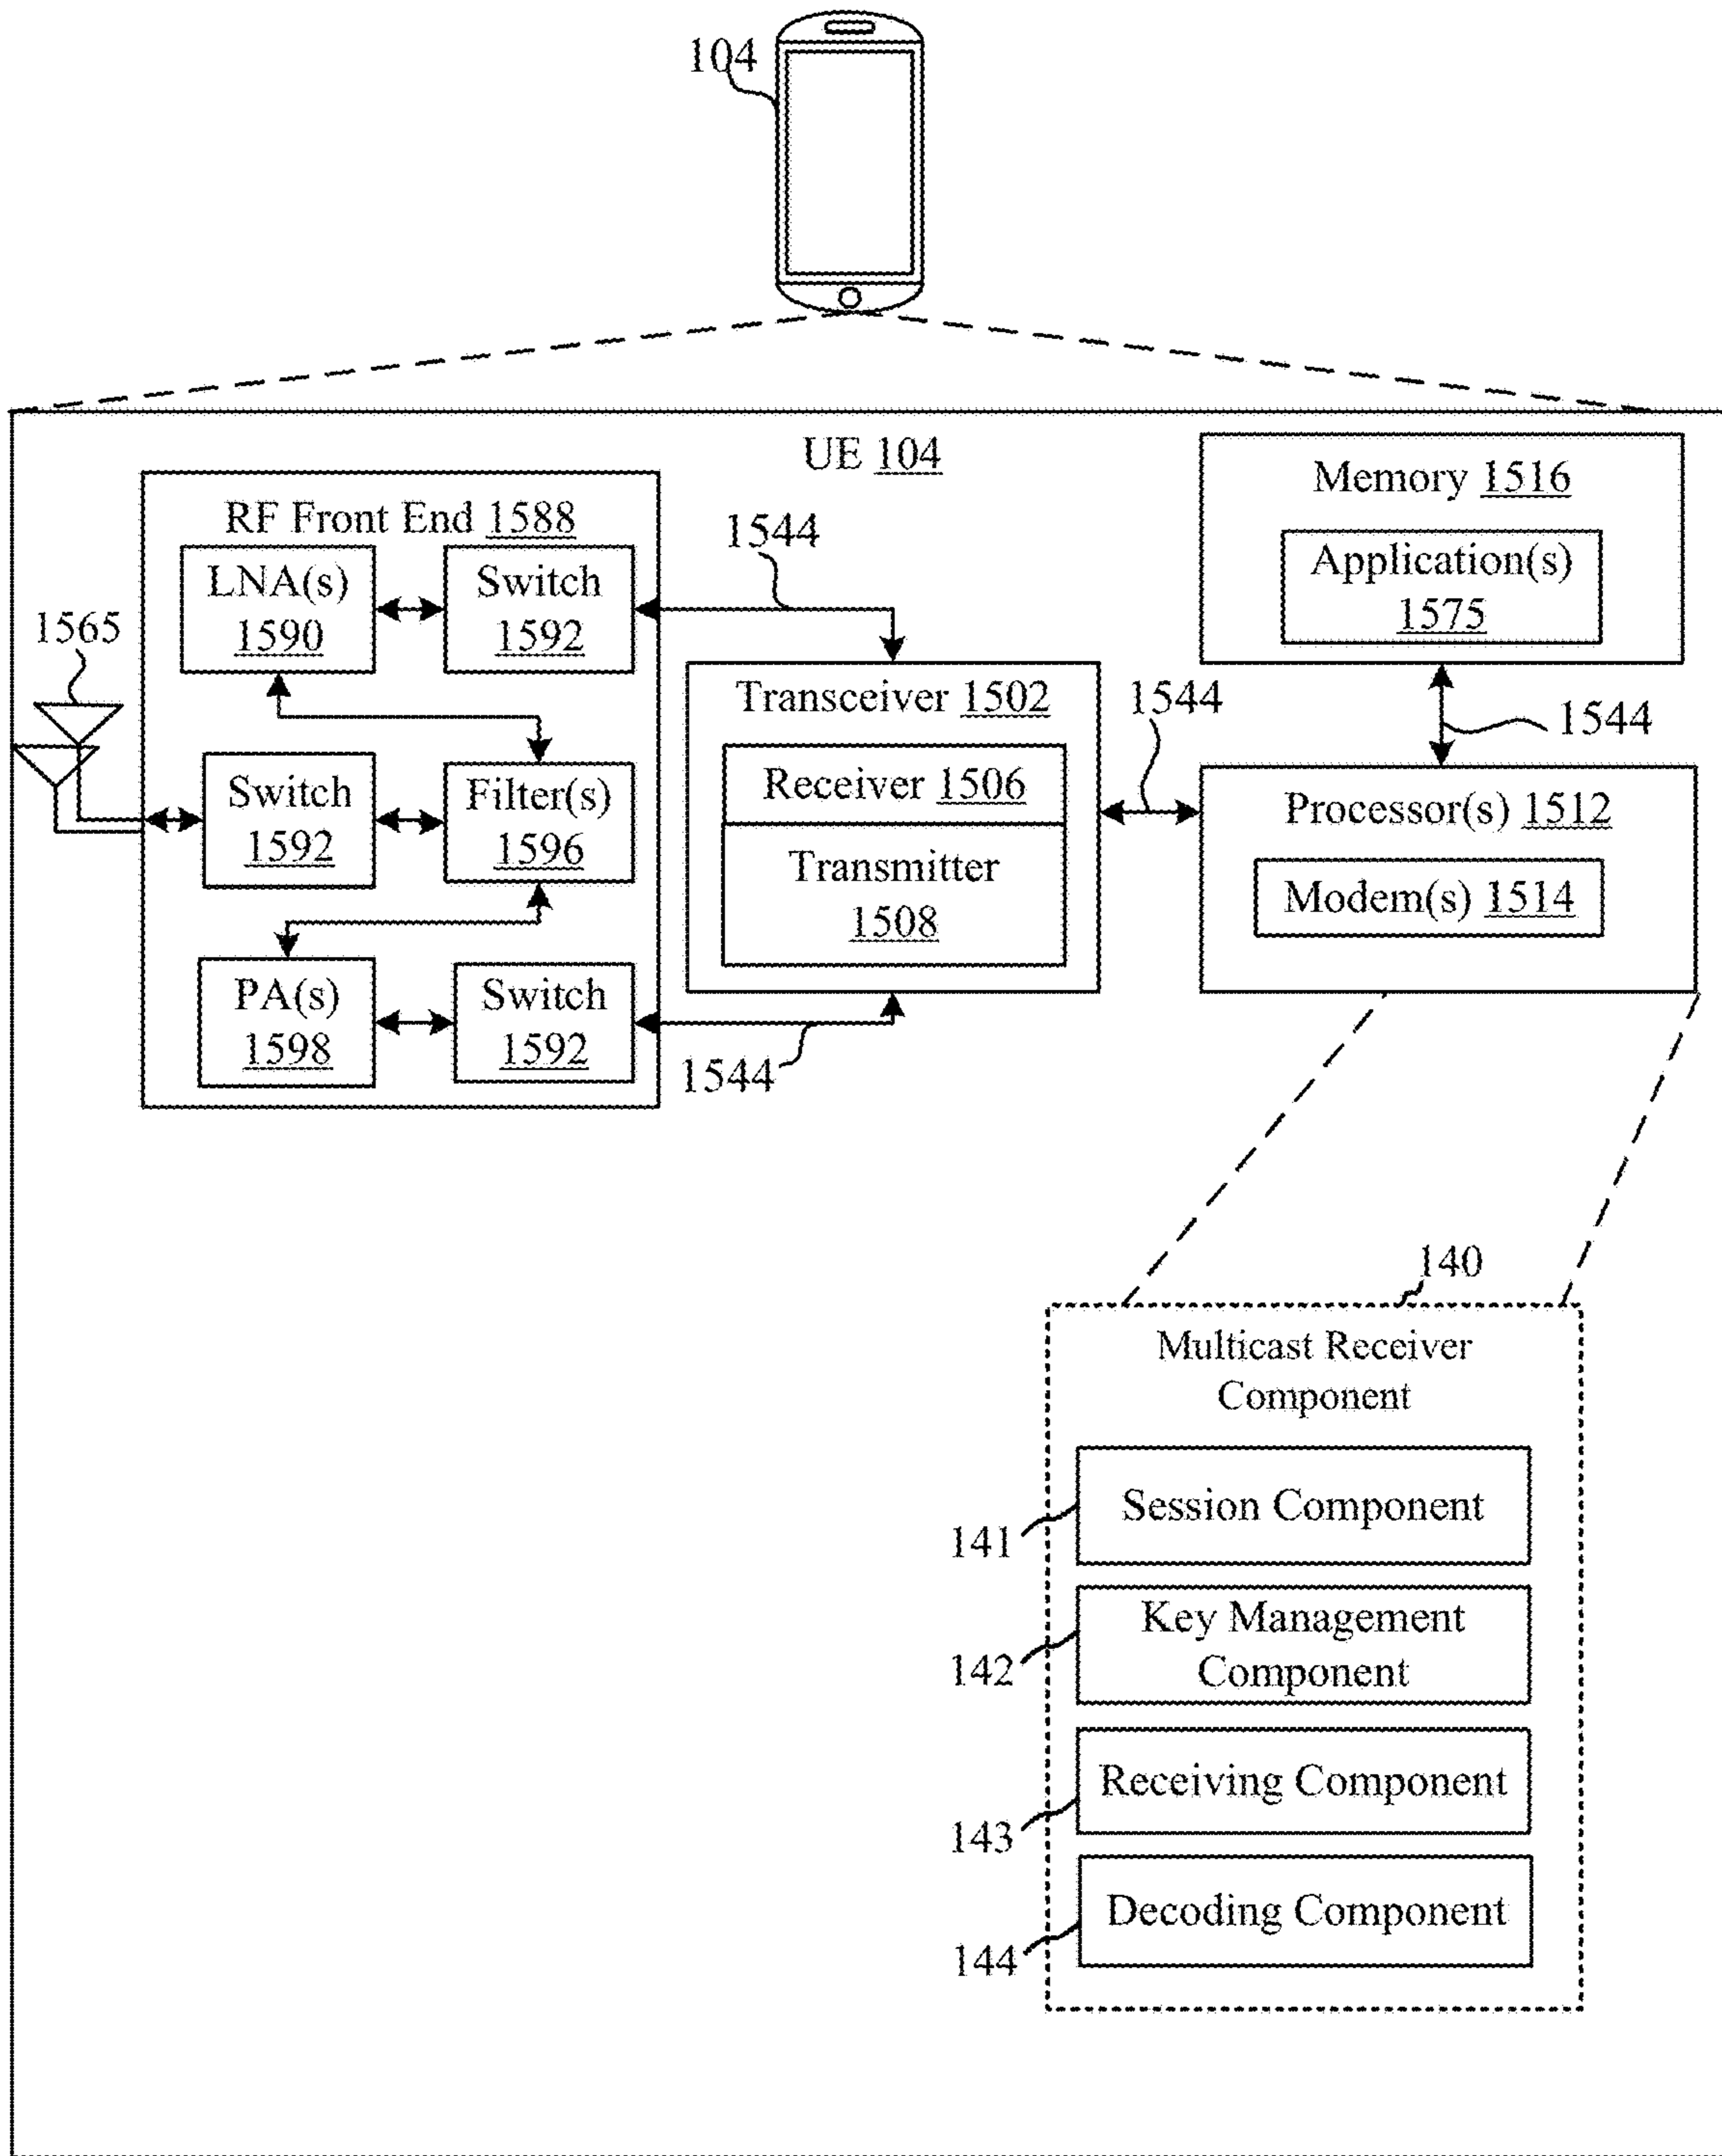 104
UE 104
RF Front End 1588
LNA(s)
1590
Switch
1592
1544
1565
Switch
1592
Filter(s)
1596
PA(s)
1598
Switch
1592
1544
Transceiver 1502
Receiver 1506
Transmitter
1508
1544
Memory 1516
Application(s)
1575
1544
Processor(s) 1512
Modem(s) 1514
140
Multicast Receiver
Component
Session Component
141
Key Management
Component
142
Receiving Component
143
Decoding Component
144